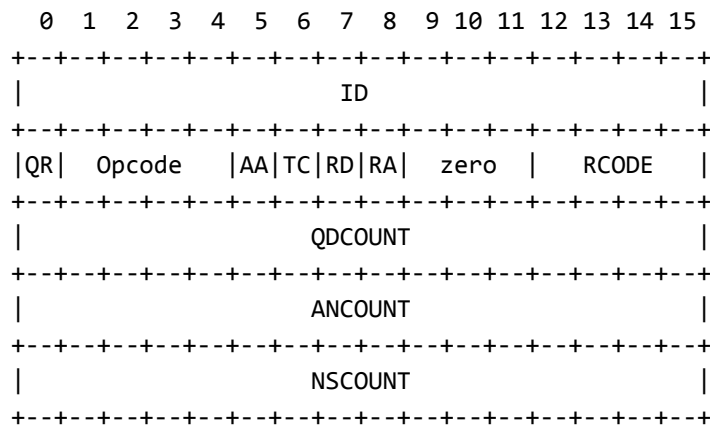 0  1  2  3  4  5  6  7  8  9 10 11 12 13 14 15
+--+--+--+--+--+--+--+--+--+--+--+--+--+--+--+--+
|                      ID                       |
+--+--+--+--+--+--+--+--+--+--+--+--+--+--+--+--+
|QR|  Opcode   |AA|TC|RD|RA|  zero  |   RCODE   |
+--+--+--+--+--+--+--+--+--+--+--+--+--+--+--+--+
|                    QDCOUNT                    |
+--+--+--+--+--+--+--+--+--+--+--+--+--+--+--+--+
|                    ANCOUNT                    |
+--+--+--+--+--+--+--+--+--+--+--+--+--+--+--+--+
|                    NSCOUNT                    |
+--+--+--+--+--+--+--+--+--+--+--+--+--+--+--+--+